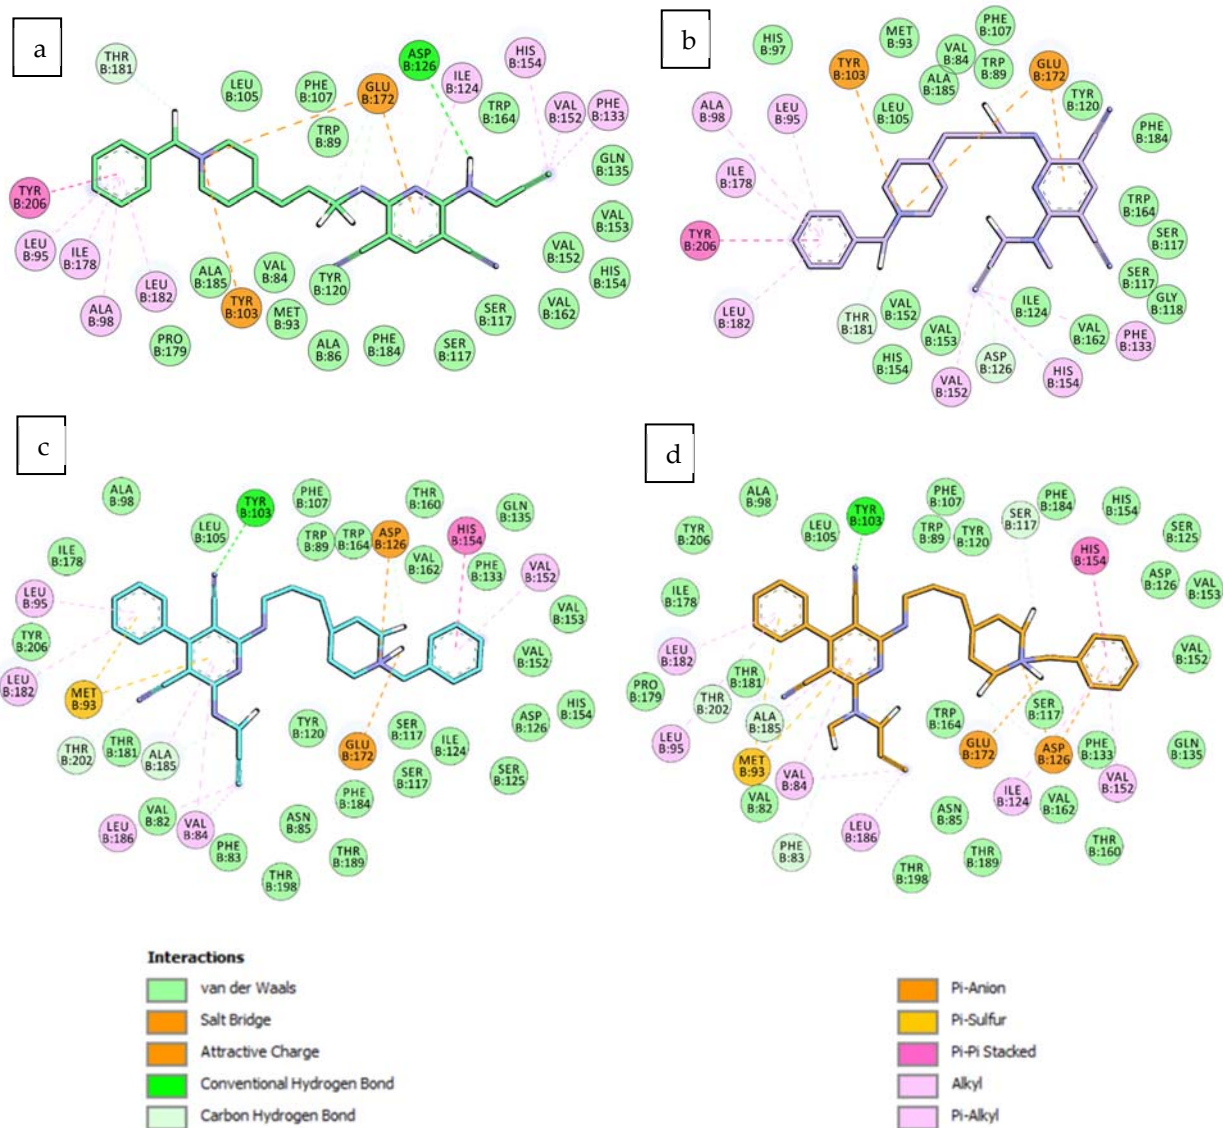 a
THR B:181
LEU B:105
PHE B:107
TRP B:89
GLU B:172
ASP B:126
ILE B:124
TRP B:164
HIS B:154
VAL B:152
PHE B:133
GLN B:135
VAL B:153
VAL B:152
HIS B:154
VAL B:162
SER B:117
SER B:117
PHE B:184
ALA B:86
TYR B:120
MET B:93
VAL B:84
TYR B:103
ALA B:185
LEU B:182
PRO B:179
ALA B:98
ILE B:178
LEU B:95
TYR B:206
b
HIS B:97
MET B:93
PHE B:107
VAL B:84
TRP B:89
ALA B:185
TYR B:103
GLU B:172
TYR B:120
PHE B:184
LEU B:105
ALA B:98
LEU B:95
ILE B:178
TYR B:206
LEU B:182
THR B:181
VAL B:152
VAL B:153
HIS B:154
VAL B:152
ASP B:126
ILE B:124
HIS B:154
VAL B:162
PHE B:133
GLY B:118
SER B:117
SER B:117
TRP B:164
c
ALA B:98
TYR B:103
LEU B:105
PHE B:107
TRP B:89
TRP B:164
ASP B:126
THR B:160
VAL B:162
HIS B:154
GLN B:135
PHE B:133
VAL B:152
VAL B:153
VAL B:152
HIS B:154
ASP B:126
SER B:125
ILE B:124
SER B:117
SER B:117
GLU B:172
TYR B:120
PHE B:184
ASN B:85
THR B:189
THR B:198
PHE B:83
VAL B:84
VAL B:82
LEU B:186
ALA B:185
THR B:181
THR B:202
MET B:93
LEU B:182
TYR B:206
LEU B:95
ILE B:178
d
ALA B:98
TYR B:206
LEU B:105
TYR B:103
PHE B:107
TRP B:89
TYR B:120
SER B:117
PHE B:184
HIS B:154
THR B:161
SER B:125
HIS B:154
ASP B:126
VAL B:153
VAL B:152
GLN B:135
PHE B:133
VAL B:152
THR B:160
VAL B:162
ASP B:126
SER B:117
ILE B:124
GLU B:172
TRP B:164
ASN B:85
THR B:189
THR B:198
LEU B:186
PHE B:83
VAL B:84
VAL B:82
MET B:93
ALA B:185
THR B:181
THR B:202
LEU B:95
PRO B:179
LEU B:182
ILE B:178
Interactions
van der Waals
Salt Bridge
Attractive Charge
Conventional Hydrogen Bond
Carbon Hydrogen Bond
Pi-Anion
Pi-Sulfur
Pi-Pi Stacked
Alkyl
Pi-Alkyl